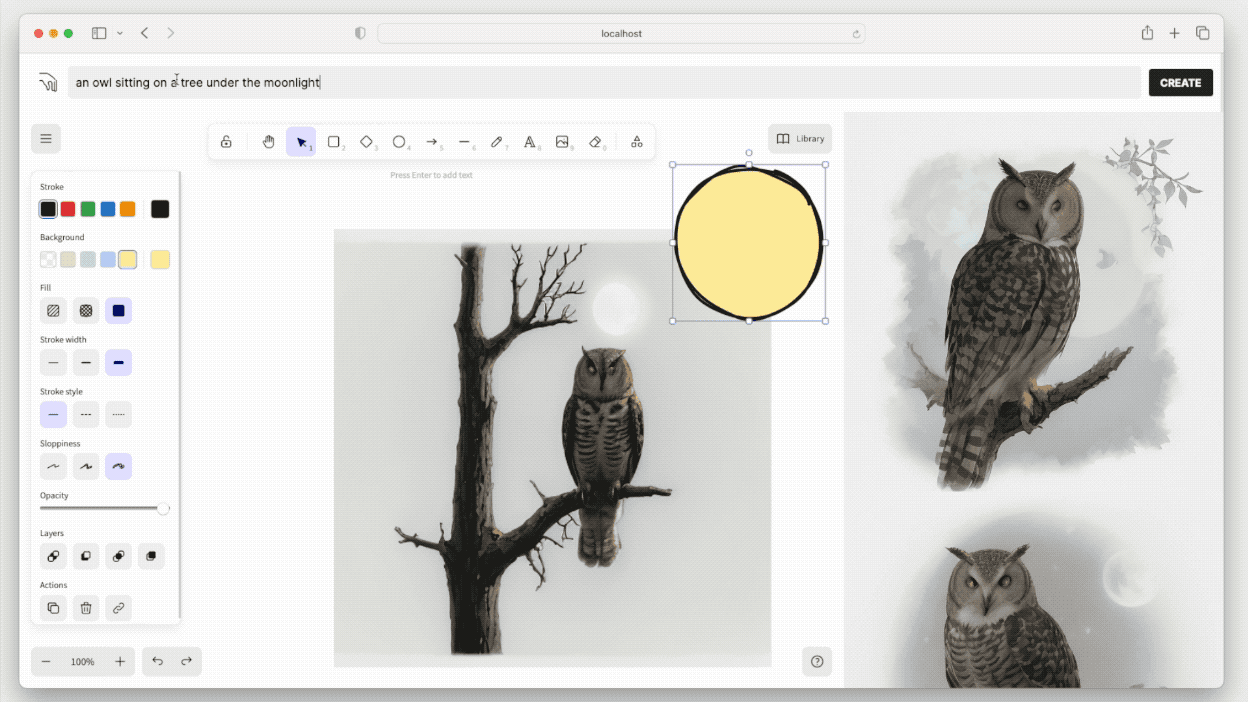 localhost
an owl sitting on a tree under the moonlight
CREATE
1
2
3
4
5
6
7
8
9
0
Library
Press Enter to add text
Stroke
Background
Fill
Stroke width
Stroke style
Sloppiness
Opacity
Layers
Actions
100%